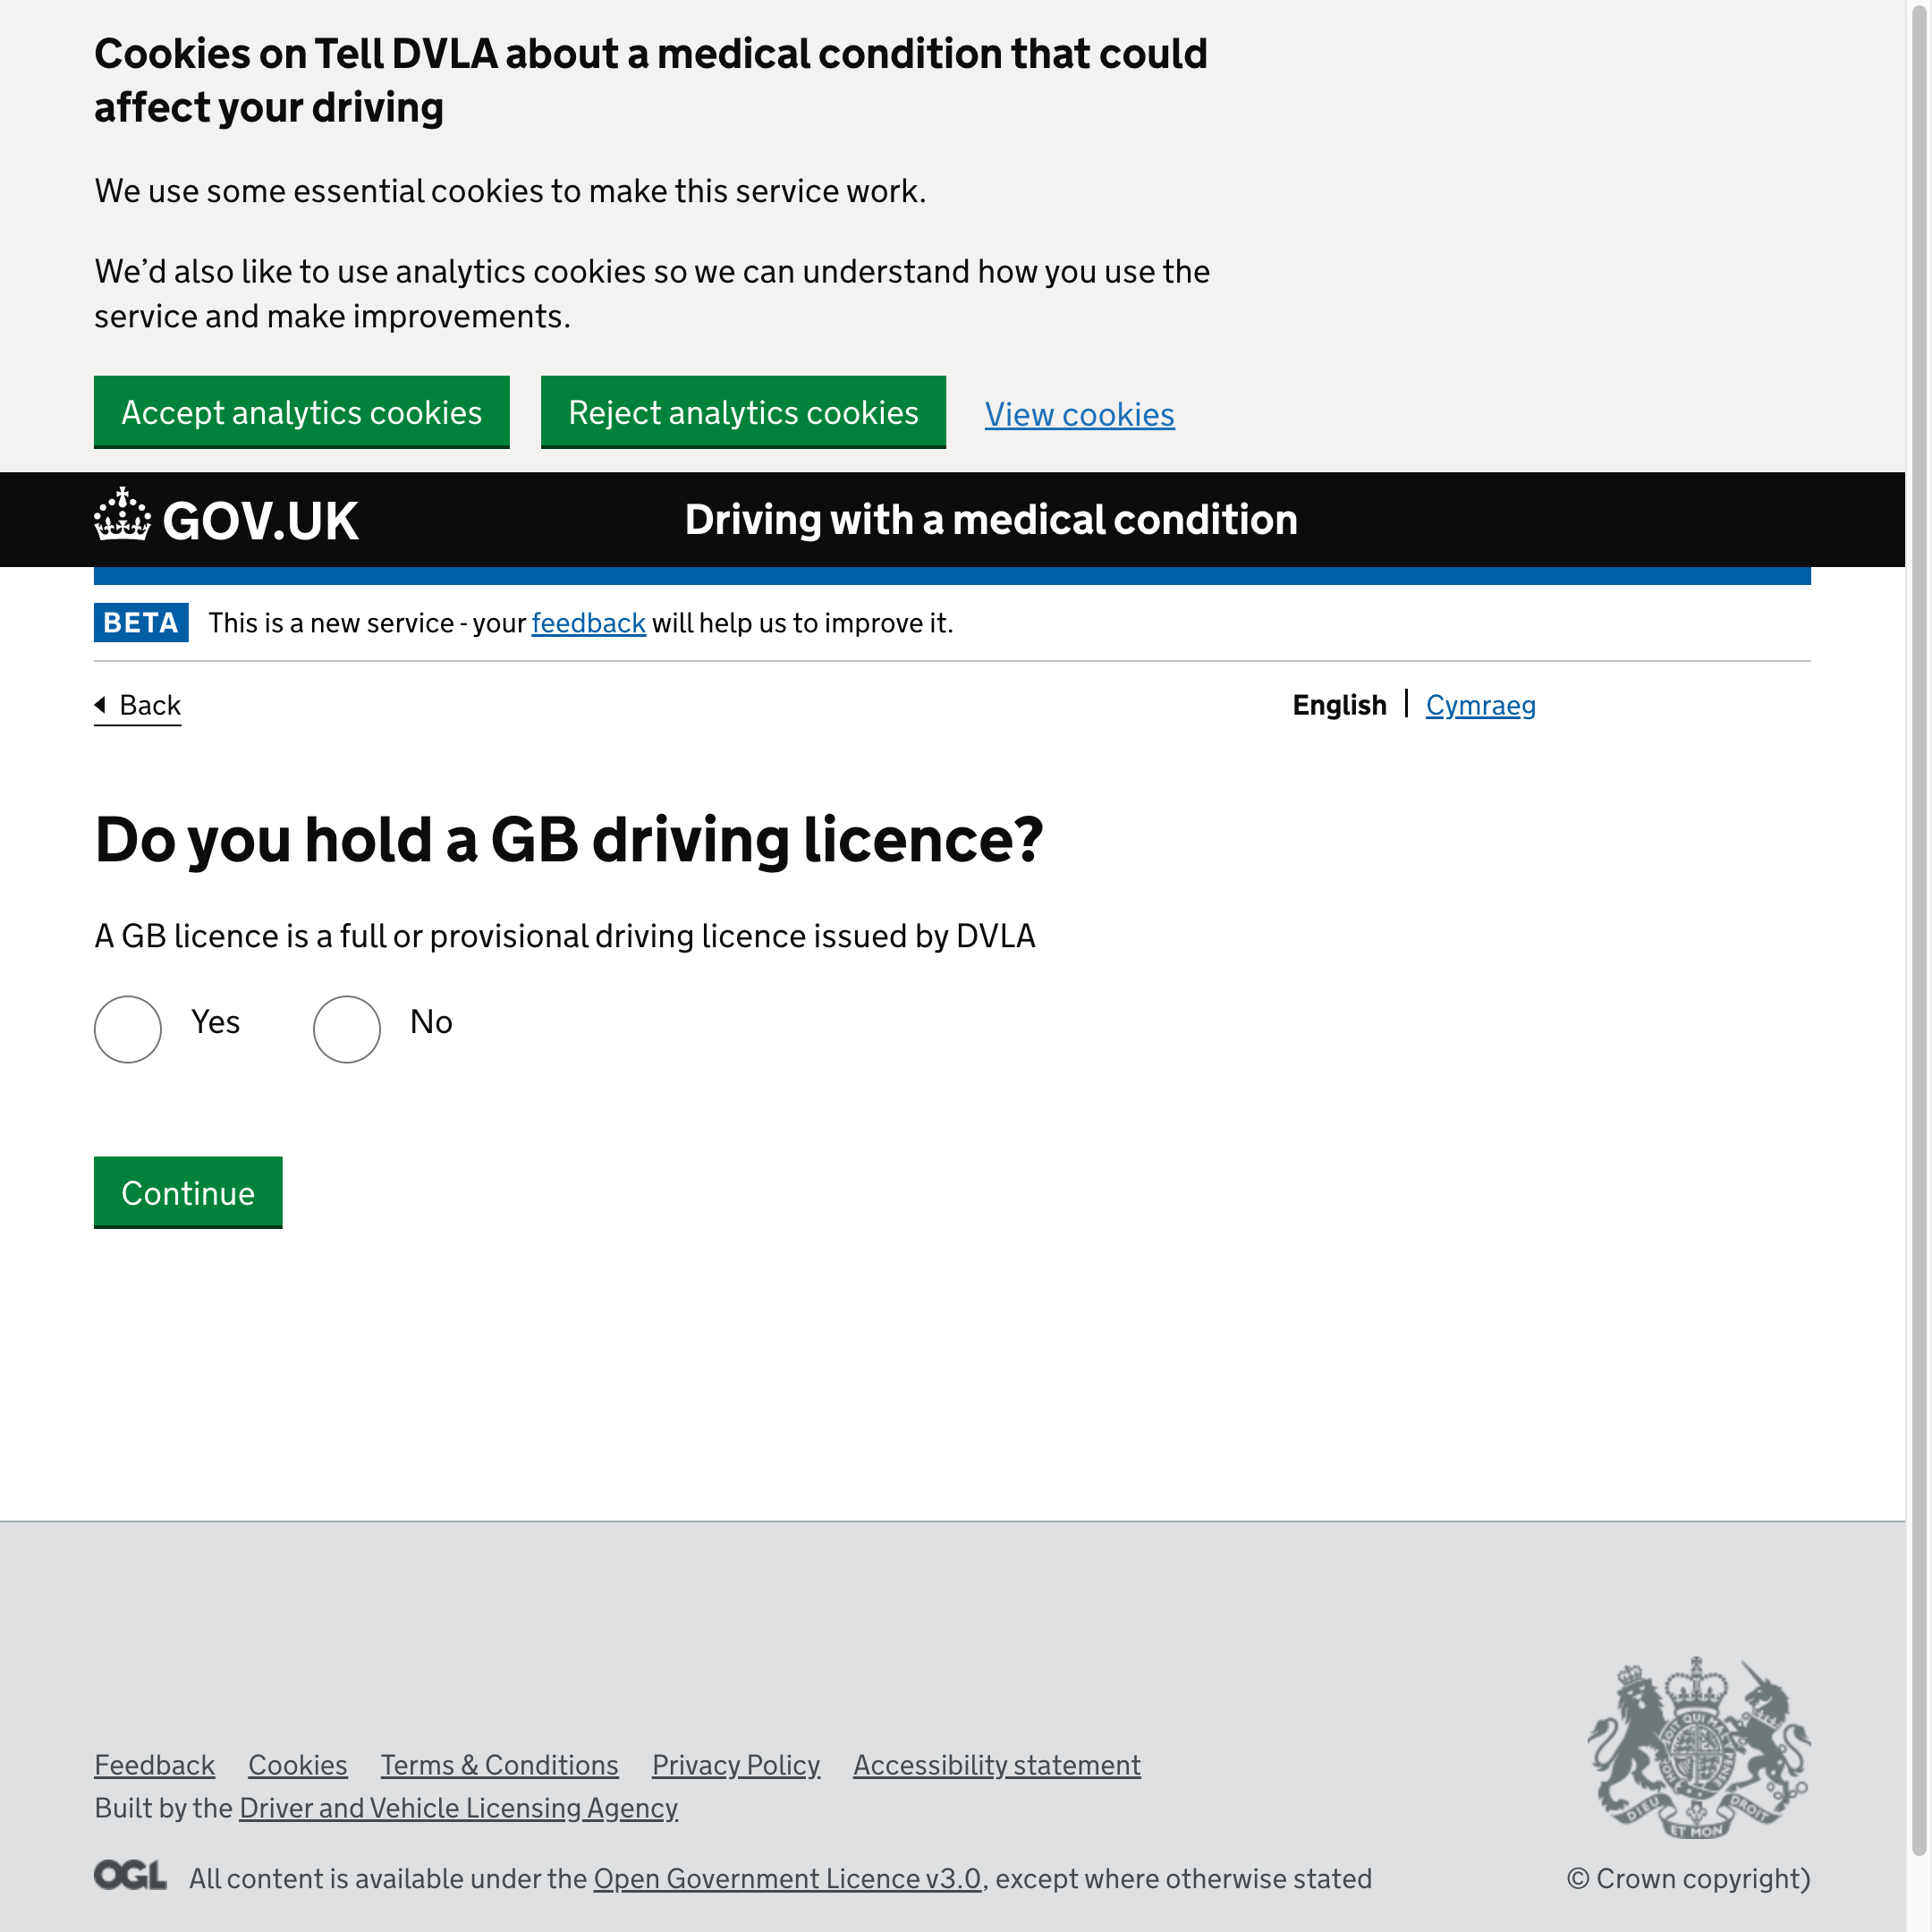 Cookies on Tell DVLA about a medical condition that could
affect your driving
We use some essential cookies to make this service work.
We’d also like to use analytics cookies so we can understand how you use the
service and make improvements.
Accept analytics cookies
Reject analytics cookies
View cookies
GOV.UK
Driving with a medical condition
BETA
This is a new service - your feedback will help us to improve it.
Back
English
Cymraeg
Do you hold a GB driving licence?
A GB licence is a full or provisional driving licence issued by DVLA
Yes
No
Continue
Feedback
Cookies
Terms & Conditions
Privacy Policy
Accessibility statement
Built by the Driver and Vehicle Licensing Agency
DIEU
ET MON
DROIT
OGL
All content is available under the Open Government Licence v3.0, except where otherwise stated
© Crown copyright)